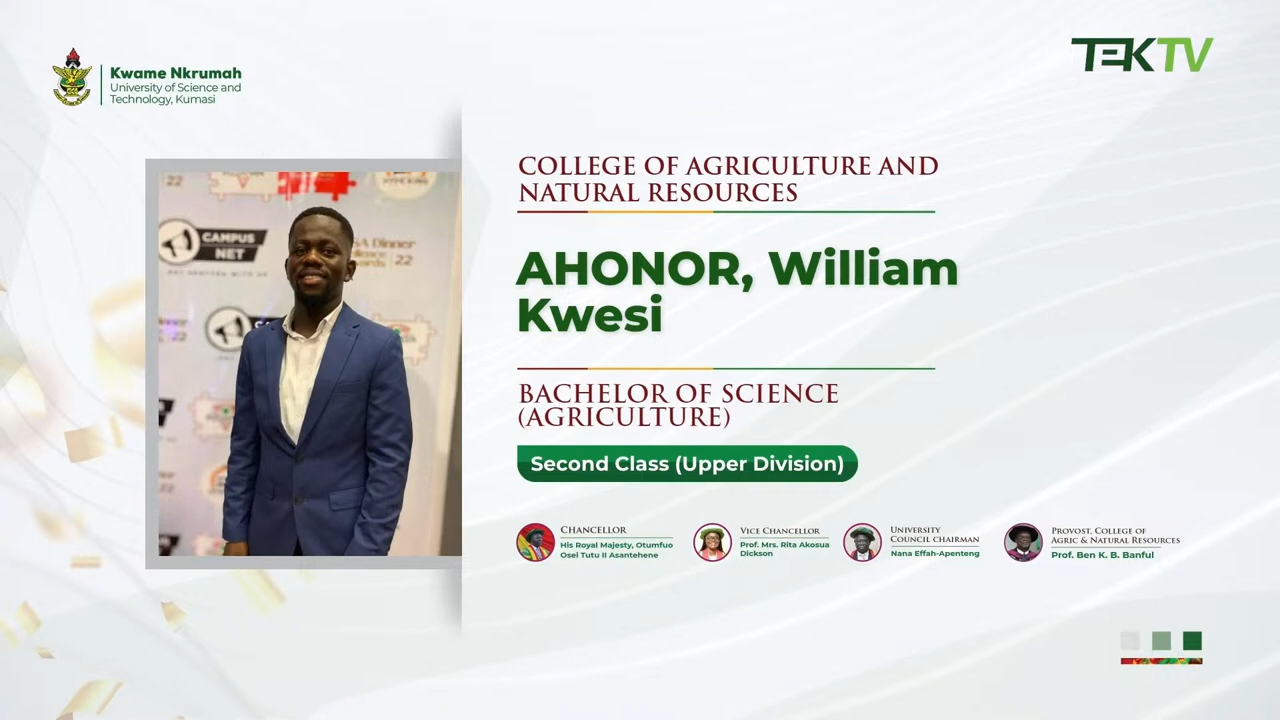 Kwame Nkrumah
University of Science and
Technology, Kumasi
TEKTV
COLLEGE OF AGRICULTURE AND
NATURAL RESOURCES
AHONOR, William
Kwesi
BACHELOR OF SCIENCE
(AGRICULTURE)
Second Class (Upper Division)
CHANCELLOR
His Royal Majesty, Otumfuo
Osei Tutu II Asantehene
VICE CHANCELLOR
Prof. Mrs. Rita Akosua
Dickson
UNIVERSITY
COUNCIL CHAIRMAN
Nana Effah-Apenteng
PROVOST, COLLEGE OF
AGRIC & NATURAL RESOURCES
Prof. Ben K. B. Banful
22
CAMPUS
NET
Dinner
22